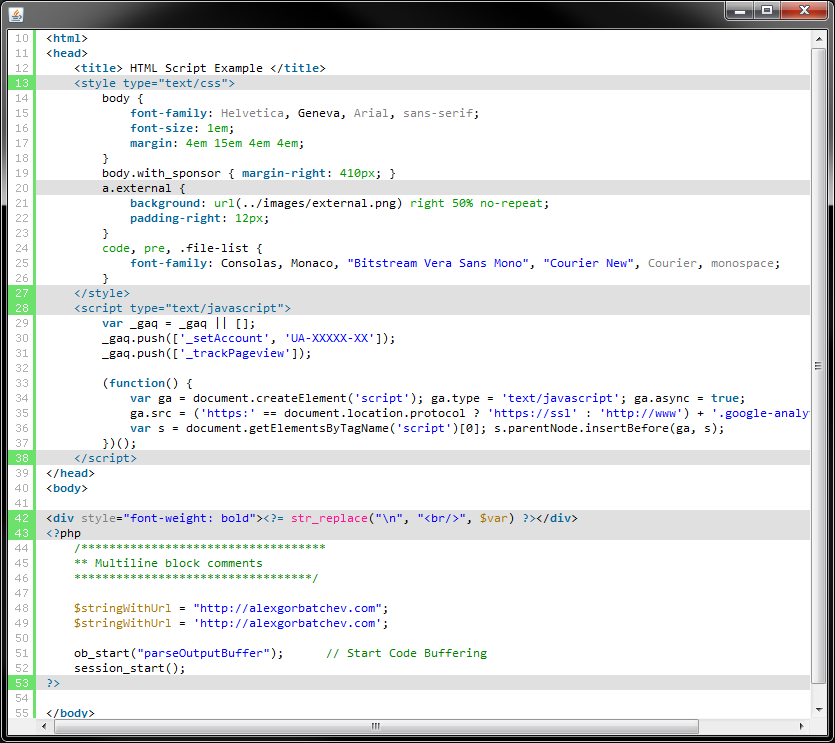 10 <html>
11 <head>
12     <title> HTML Script Example </title>
13     <style type="text/css">
14         body {
15             font-family: Helvetica, Geneva, Arial, sans-serif;
16             font-size: 1em;
17             margin: 4em 15em 4em 4em;
18         }
19         body.with_sponsor { margin-right: 410px; }
20         a.external {
21             background: url(../images/external.png) right 50% no-repeat;
22             padding-right: 12px;
23         }
24         code, pre, .file-list {
25             font-family: Consolas, Monaco, "Bitstream Vera Sans Mono", "Courier New", Courier, monospace;
26         }
27     </style>
28     <script type="text/javascript">
29         var _gaq = _gaq || [];
30         _gaq.push(['_setAccount', 'UA-XXXXX-XX']);
31         _gaq.push(['_trackPageview']);
32
33         (function() {
34             var ga = document.createElement('script'); ga.type = 'text/javascript'; ga.async = true;
35             ga.src = ('https:' == document.location.protocol ? 'https://ssl' : 'http://www') + '.google-analy
36             var s = document.getElementsByTagName('script')[0]; s.parentNode.insertBefore(ga, s);
37         })();
38     </script>
39 </head>
40 <body>
41
42 <div style="font-weight: bold"><?= str_replace("\n", "<br/>", $var) ?></div>
43 <?php
44     /***********************************
45     ** Multiline block comments
46     **********************************/
47
48     $stringWithUrl = "http://alexgorbatchev.com";
49     $stringWithUrl = 'http://alexgorbatchev.com';
50
51     ob_start("parseOutputBuffer");      // Start Code Buffering
52     session_start();
53 ?>
54
55 </body>